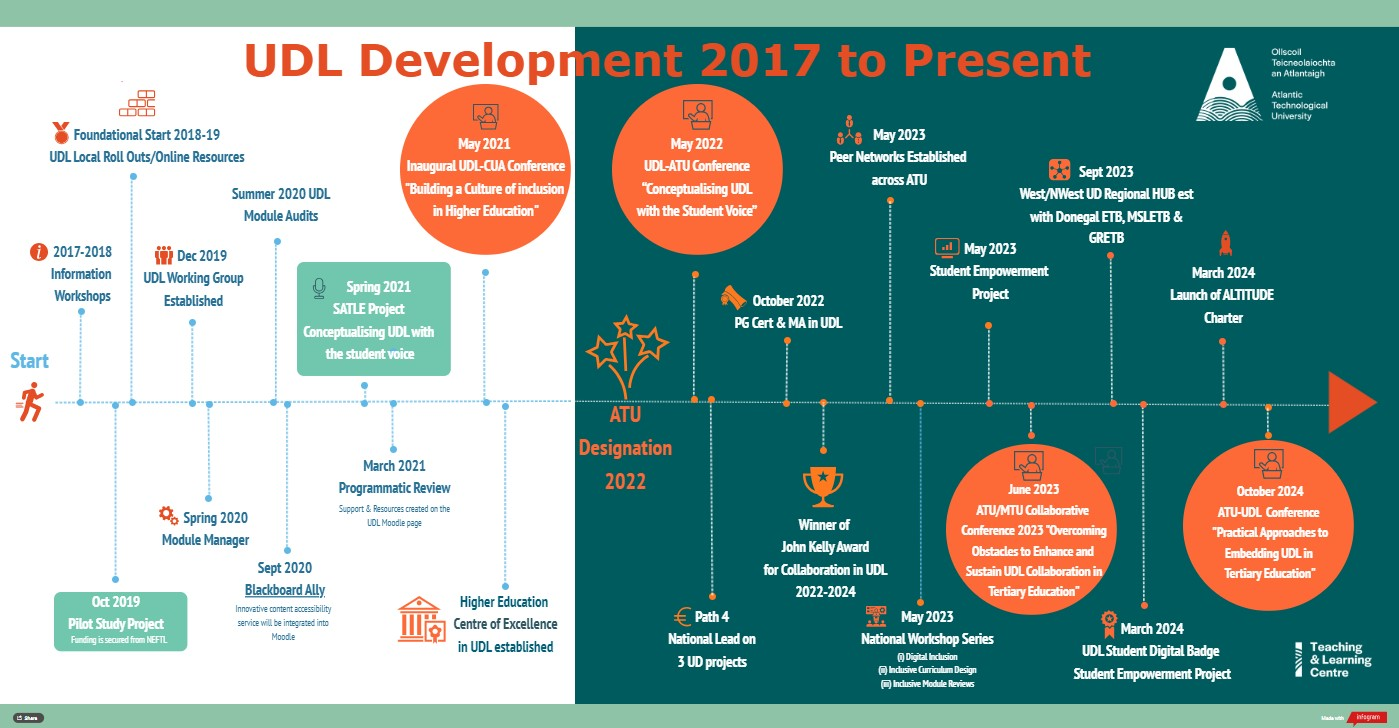 UDL Development 2017 to Present
Ollscoil
Teicneolaíochta
an Atlantaigh
Atlantic
Technological
University
Foundational Start 2018-19
UDL Local Roll Outs/Online Resources
2017-2018
Information
Workshops
Dec 2019
UDL Working Group
Established
Summer 2020 UDL
Module Audits
Spring 2021
SATLE Project
Conceptualising UDL with
the student voice
May 2021
Inaugural UDL-CUA Conference
"Building a Culture of inclusion
in Higher Education"
Start
Oct 2019
Pilot Study Project
Funding is secured from NEFTL
Spring 2020
Module Manager
Sept 2020
Blackboard Ally
Innovative content accessibility
service will be integrated into
Moodle
March 2021
Programmatic Review
Support & Resources created on the
UDL Moodle page
Higher Education
Centre of Excellence
in UDL established
ATU
Designation
2022
May 2022
UDL-ATU Conference
"Conceptualising UDL
with the Student Voice"
October 2022
PG Cert & MA in UDL
May 2023
Peer Networks Established
across ATU
May 2023
Student Empowerment
Project
Sept 2023
West/NWest UD Regional HUB est
with Donegal ETB, MSLETB &
GRETB
March 2024
Launch of ALTITUDE
Charter
Path 4
National Lead on
3 UD projects
Winner of
John Kelly Award
for Collaboration in UDL
2022-2024
May 2023
National Workshop Series
(i) Digital Inclusion
(ii) Inclusive Curriculum Design
(iii) Inclusive Module Reviews
June 2023
ATU/MTU Collaborative
Conference 2023 "Overcoming
Obstacles to Enhance and
Sustain UDL Collaboration in
Tertiary Education"
March 2024
UDL Student Digital Badge
Student Empowerment Project
October 2024
ATU-UDL Conference
"Practical Approaches to
Embedding UDL in
Tertiary Education"
Teaching
& Learning
Centre
Share
Made with
infogram